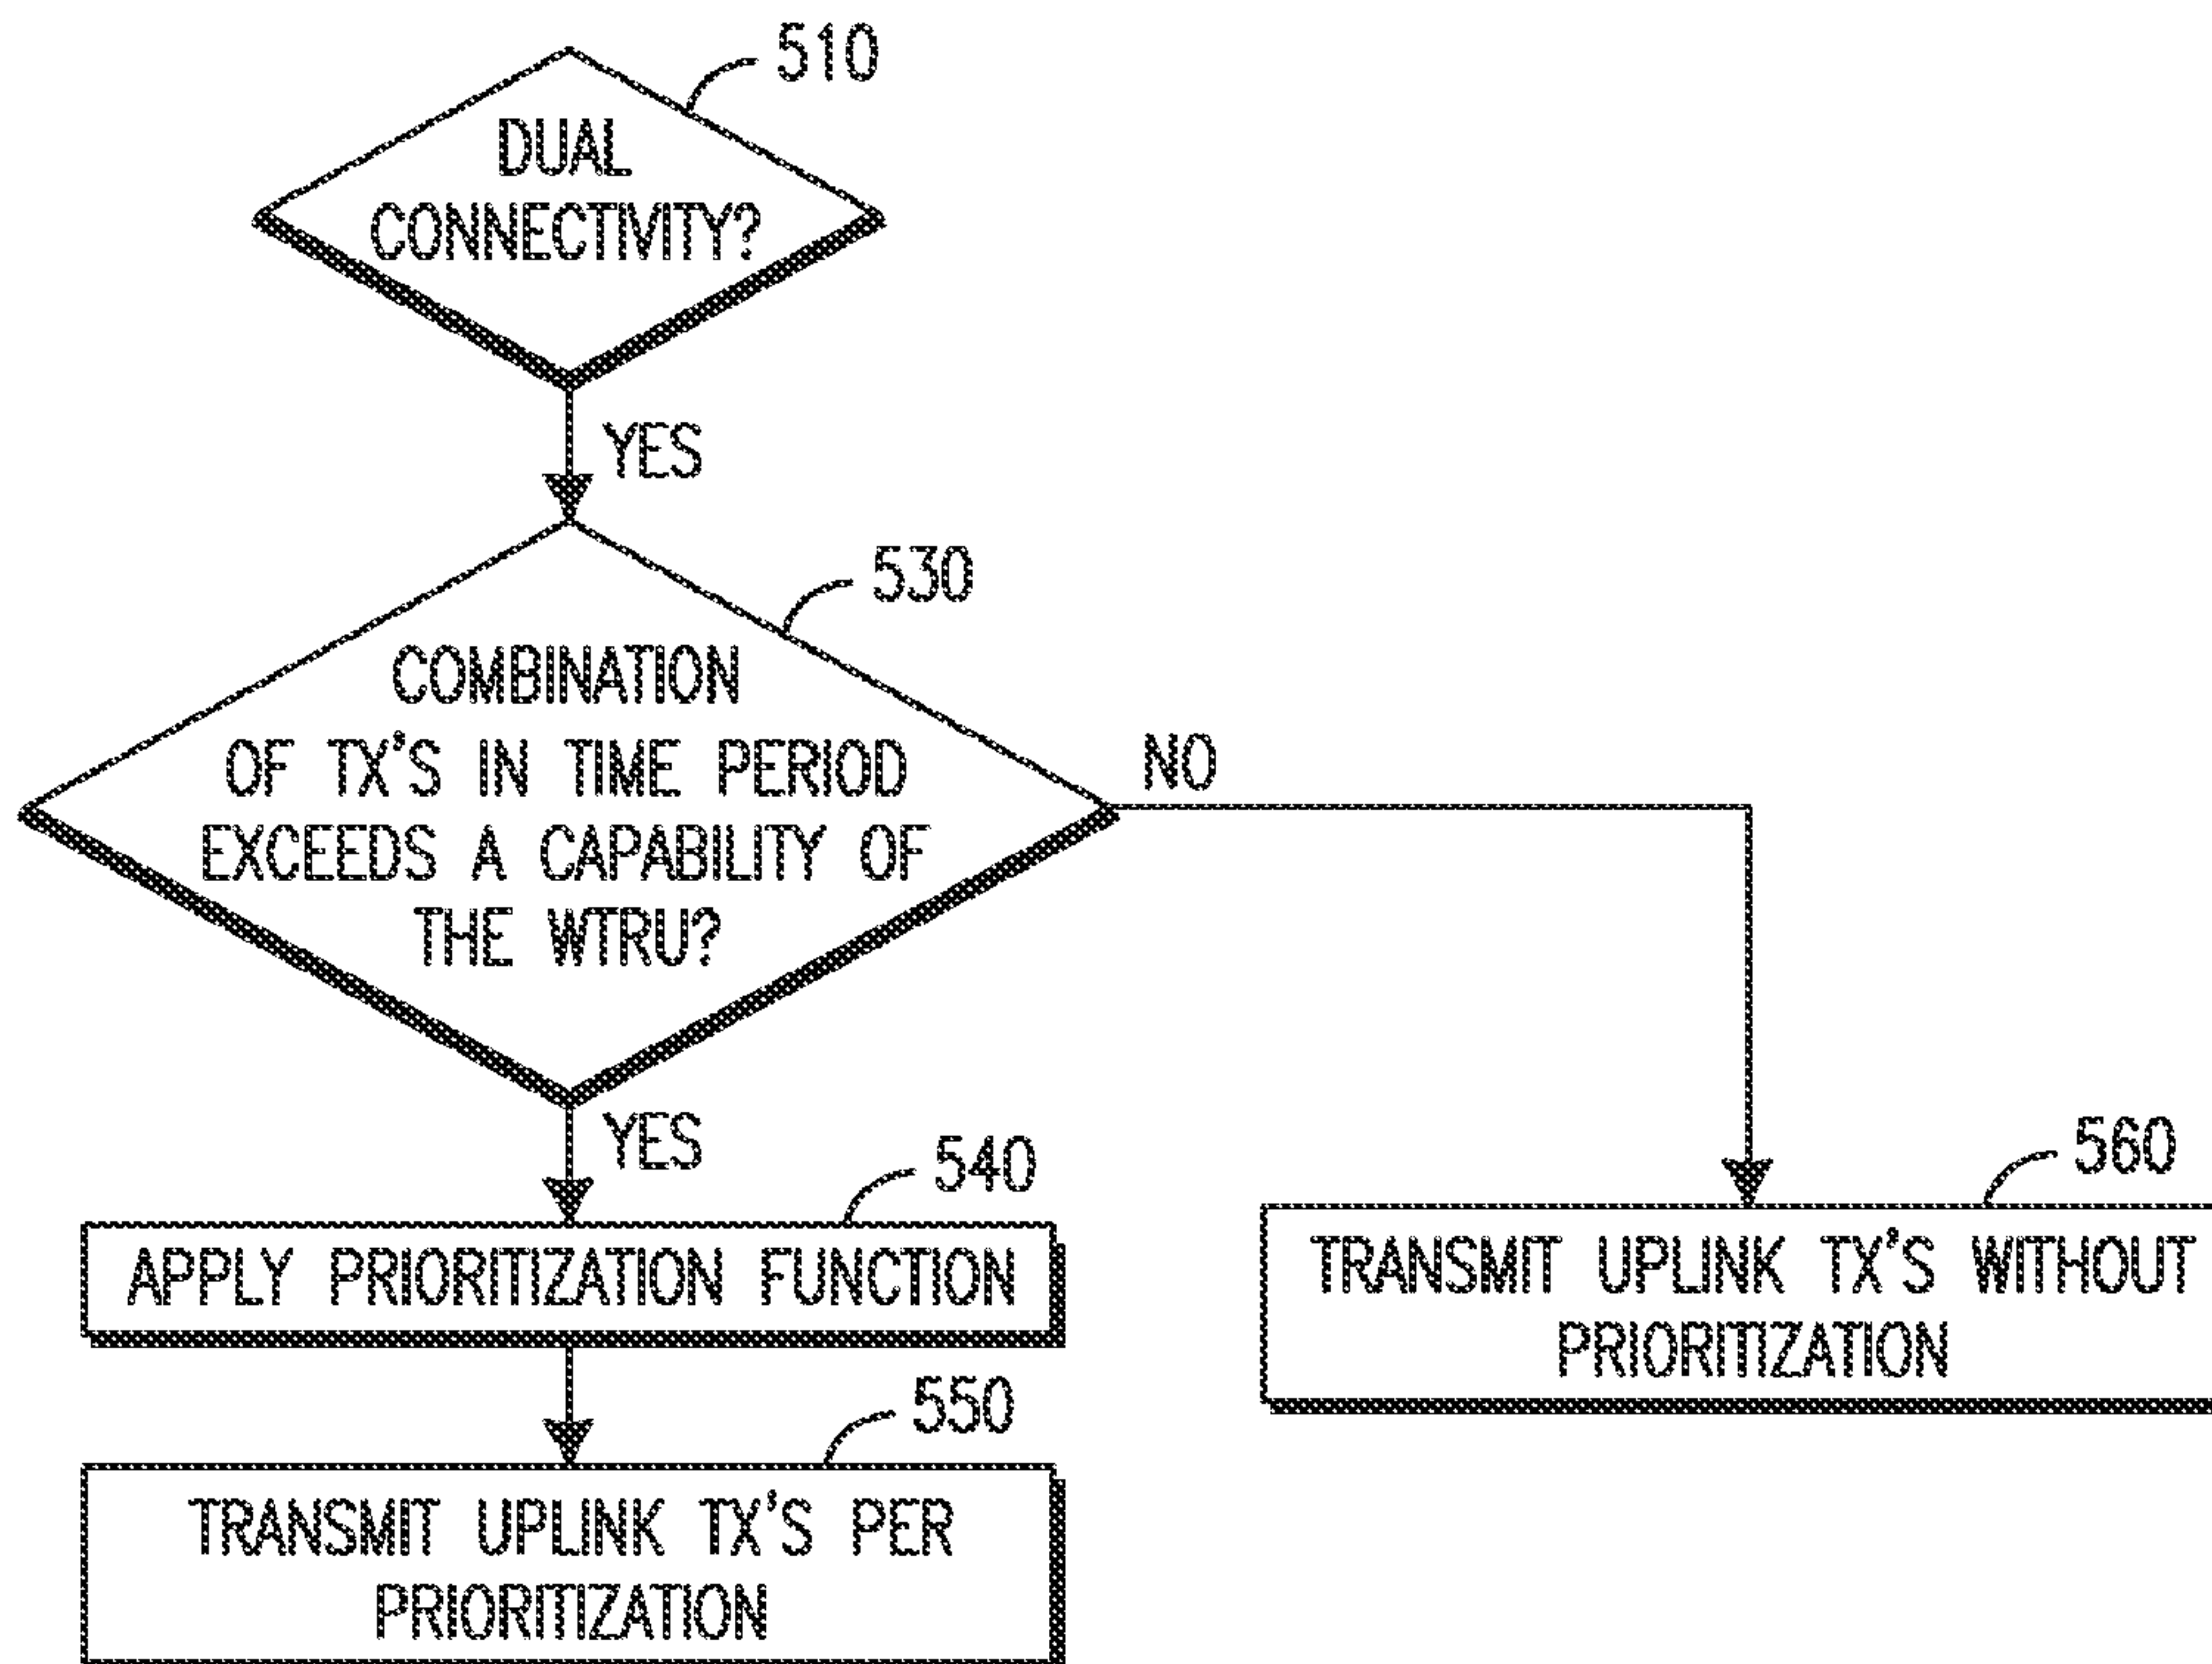 510
DUAL
CONNECTIVITY?
YES
530
COMBINATION
OF TX'S IN TIME PERIOD
EXCEEDS A CAPABILITY OF
THE WTRU?
NO
YES
540
APPLY PRIORITIZATION FUNCTION
550
TRANSMIT UPLINK TX'S PER
PRIORITIZATION
560
TRANSMIT UPLINK TX'S WITHOUT
PRIORITIZATION